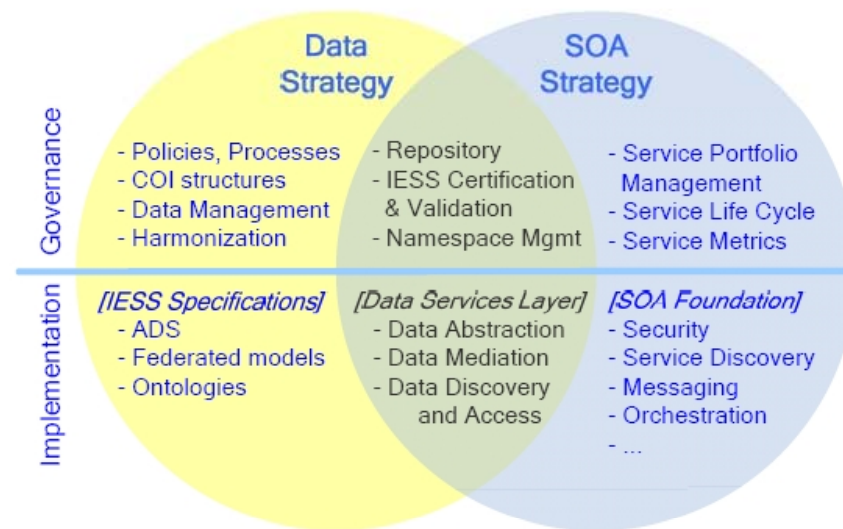 Data
Strategy
SOA
Strategy
Governance
- Policies, Processes
- COI structures
- Data Management
- Harmonization
- Repository
- IESS Certification
& Validation
- Namespace Mgmt
- Service Portfolio
Management
- Service Life Cycle
- Service Metrics
Implementation
[IESS Specifications]
- ADS
- Federated models
- Ontologies
[Data Services Layer]
- Data Abstraction
- Data Mediation
- Data Discovery
and Access
[SOA Foundation]
- Security
- Service Discovery
- Messaging
- Orchestration
- ...